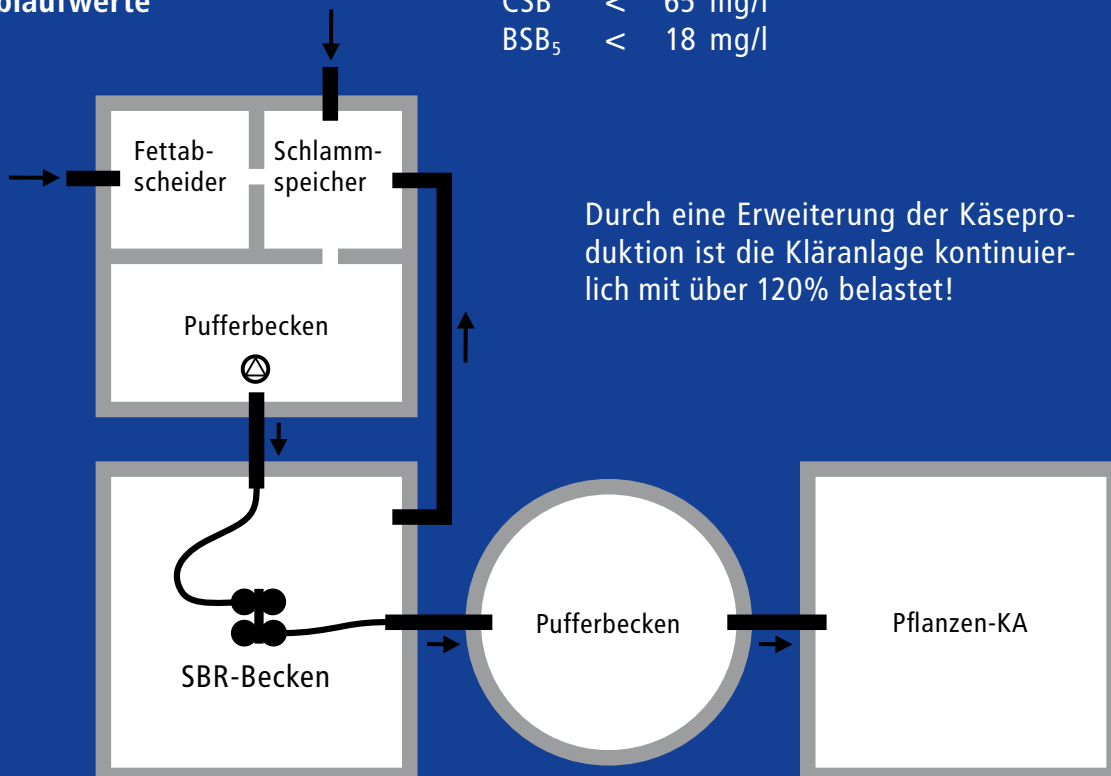 blaufwerte
CSB < 65 mg/l
BSB₅ < 18 mg/l
Fettab-
scheider
Schlamm-
speicher
Durch eine Erweiterung der Käsepro-
duktion ist die Kläranlage kontinuier-
lich mit über 120% belastet!
Pufferbecken
Pufferbecken
Pflanzen-KA
SBR-Becken